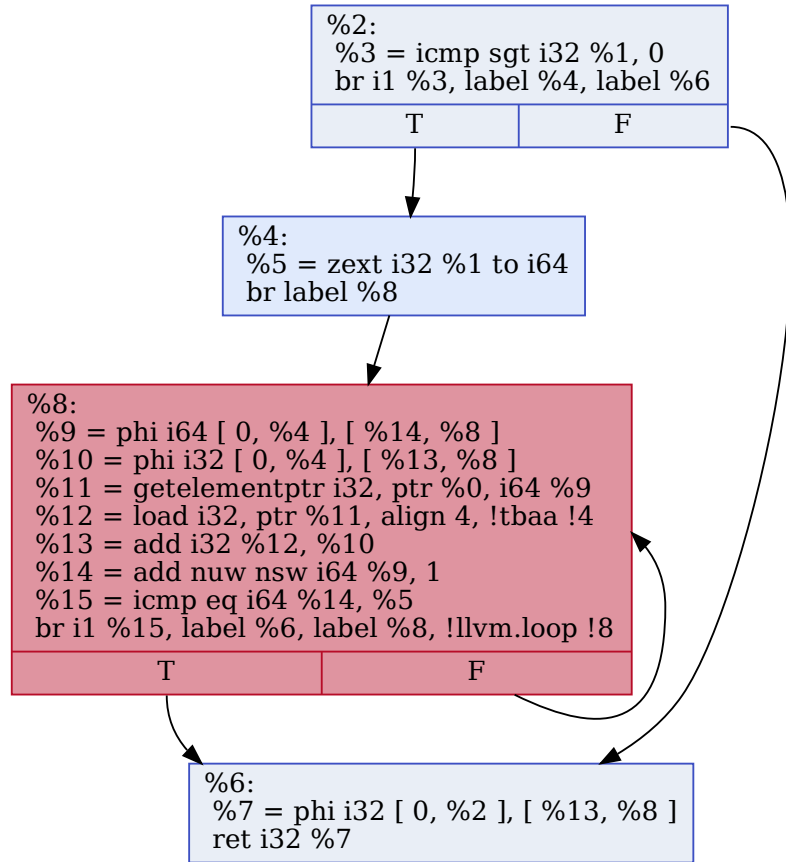 %2:
%3 = icmp sgt i32 %1, 0
br i1 %3, label %4, label %6
T F
%4:
%5 = zext i32 %1 to i64
br label %8
%8:
%9 = phi i64 [ 0, %4 ], [ %14, %8 ]
%10 = phi i32 [ 0, %4 ], [ %13, %8 ]
%11 = getelementptr i32, ptr %0, i64 %9
%12 = load i32, ptr %11, align 4, !tbaa !4
%13 = add i32 %12, %10
%14 = add nuw nsw i64 %9, 1
%15 = icmp eq i64 %14, %5
br i1 %15, label %6, label %8, !llvm.loop !8
T F
%6:
%7 = phi i32 [ 0, %2 ], [ %13, %8 ]
ret i32 %7